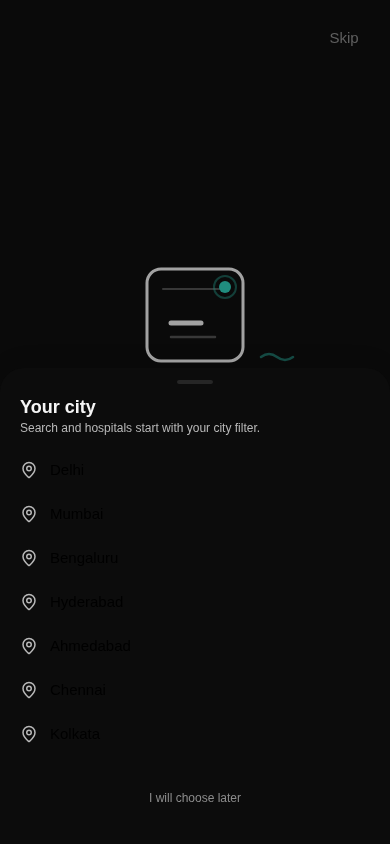 Skip
Your city
Search and hospitals start with your city filter.
Delhi
Mumbai
Bengaluru
Hyderabad
Ahmedabad
Chennai
Kolkata
I will choose later